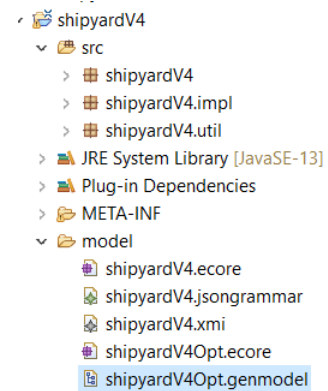 shipyardV4
src
shipyardV4
shipyardV4.impl
shipyardV4.util
JRE System Library [JavaSE-13]
Plug-in Dependencies
META-INF
model
shipyardV4.ecore
shipyardV4.jsongrammar
shipyardV4.xmi
shipyardV4Opt.ecore
shipyardV4Opt.genmodel